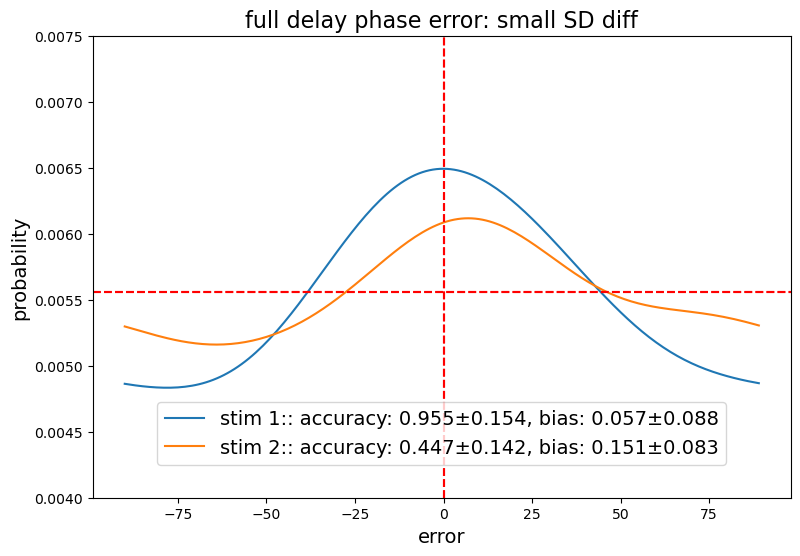 full delay phase error: small SD diff
0.0075
0.0070
0.0065
0.0060
0.0055
0.0050
0.0045
0.0040
probability
stim 1:: accuracy: 0.955±0.154, bias: 0.057±0.088
stim 2:: accuracy: 0.447±0.142, bias: 0.151±0.083
−75 −50 −25 0 25 50 75
error